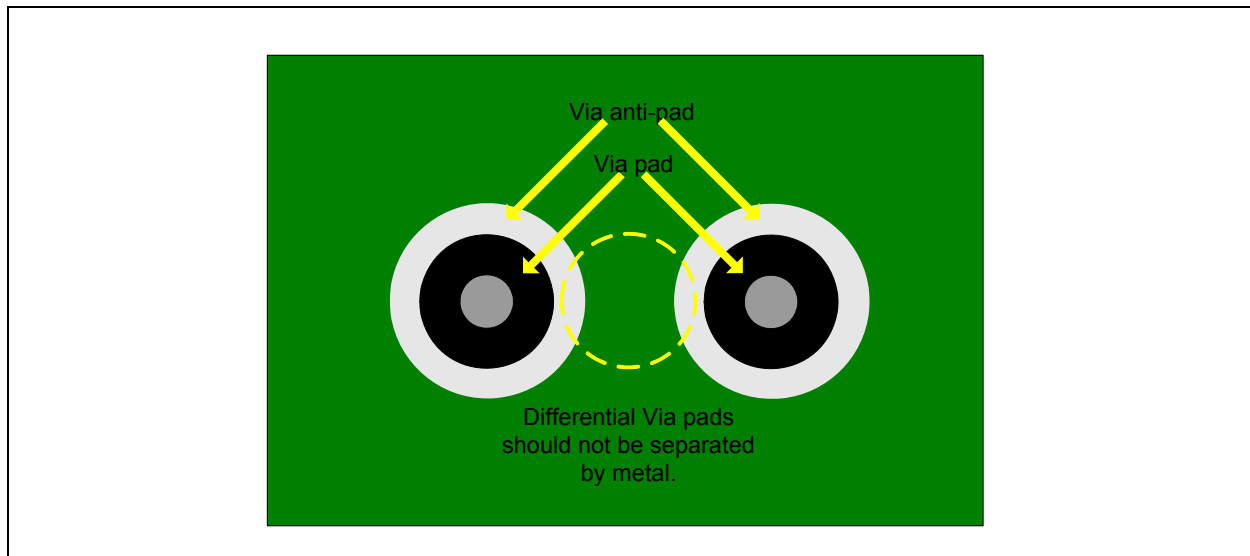 Via anti-pad
Via pad
Differential Via pads
should not be separated
by metal.